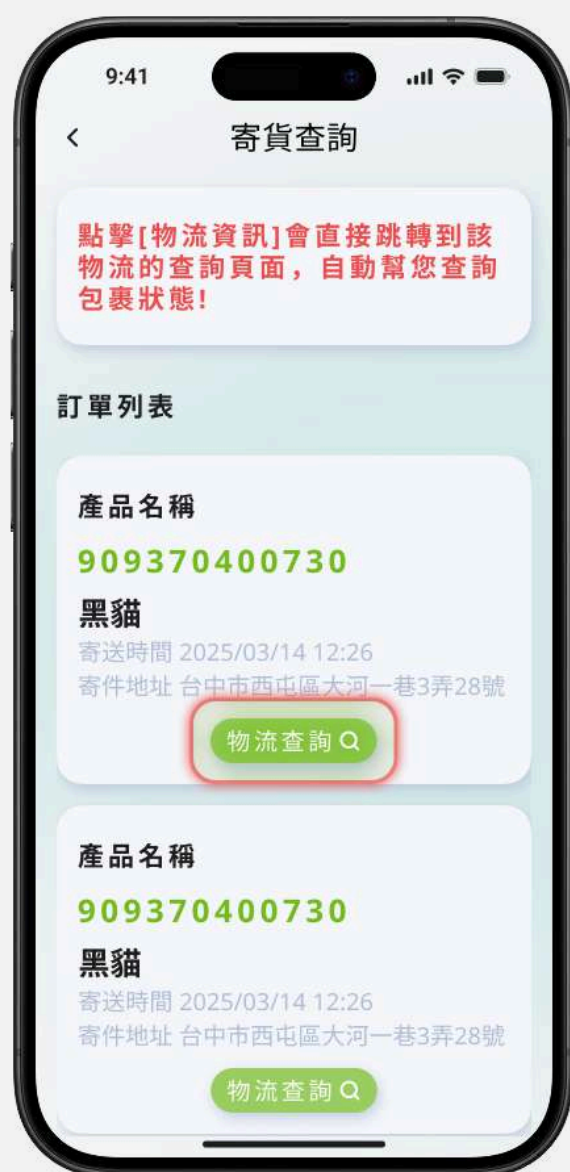 9:41
寄貨查詢
點擊[物流資訊]會直接跳轉到該
物流的查詢頁面，自動幫您查詢
包裹狀態!
訂單列表
產品名稱
909370400730
黑貓
寄送時間 2025/03/14 12:26
寄件地址 台中市西屯區大河一巷3弄28號
物流查詢
產品名稱
909370400730
黑貓
寄送時間 2025/03/14 12:26
寄件地址 台中市西屯區大河一巷3弄28號
物流查詢